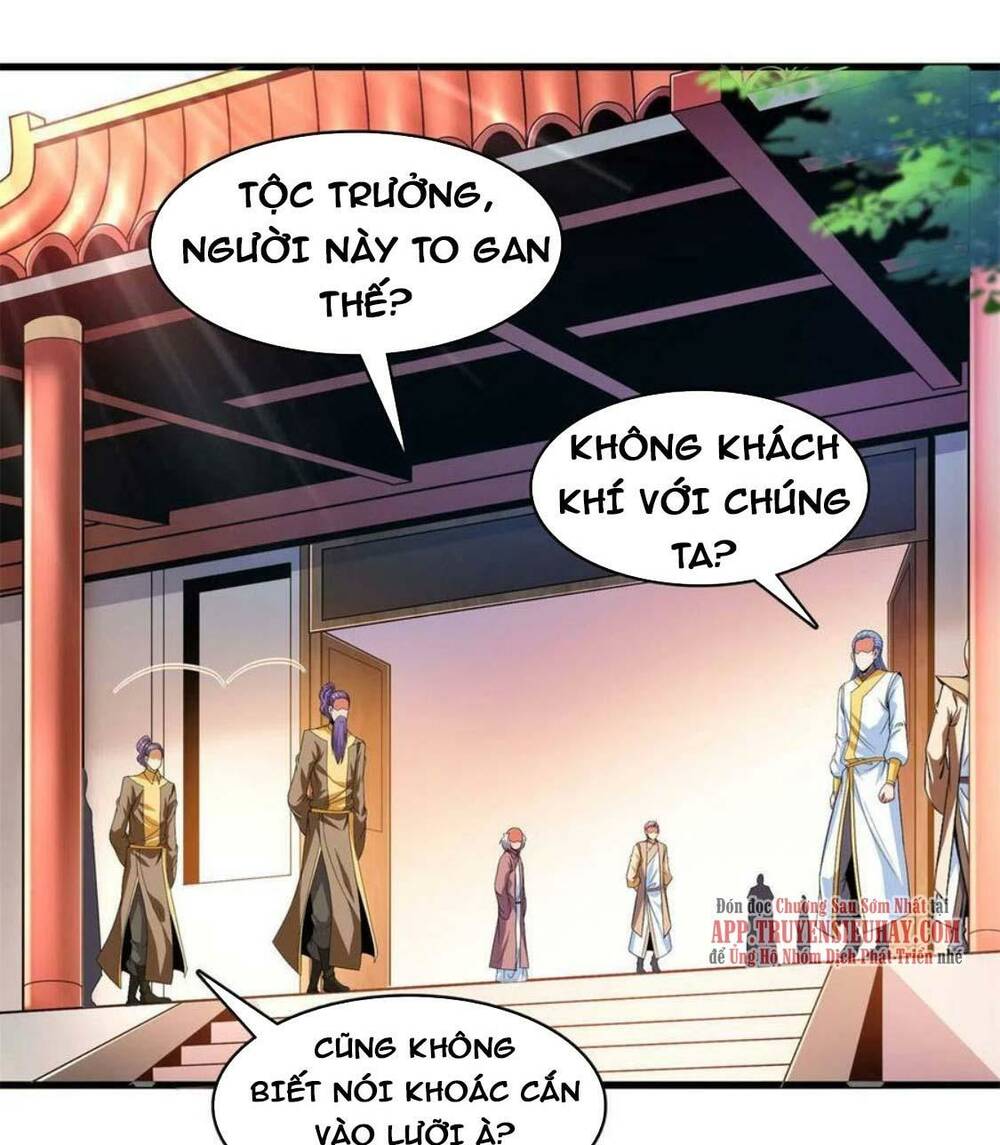 TỘC TRƯỞNG,
NGƯỜI NÀY TO GAN
THẾ?
KHÔNG KHÁCH
KHÍ VỚI CHÚNG
TA?
Đón đọc Chương Sau Sớm Nhất tại
APP.TRUYENSIEUHAY.COM
để Ủng Hộ Nhóm Dịch Phát Triển nhé
CŨNG KHÔNG
BIẾT NÓI KHOÁC CẮN
VÀO LƯỠI À?